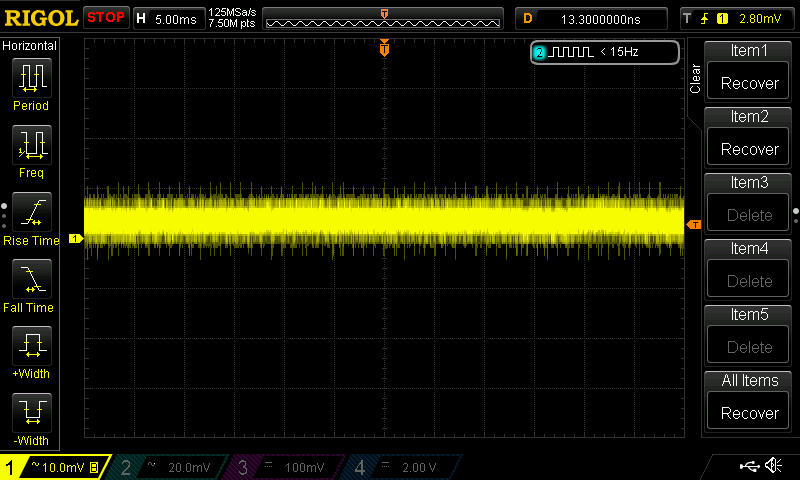 RIGOL STOP H 5.00ms 125MSa/s 7.50M pts T D 13.3000000ns T 1 2.80mV
Horizontal
Period
Freq
Rise Time
Fall Time
+Width
-Width
T
2 < 15Hz
1
T
Clear
Item1
Recover
Item2
Recover
Item3
Delete
Item4
Delete
Item5
Delete
All Items
Recover
1 ~ 10.0mV B 2 ~ 20.0mV 3 = 100mV 4 = 2.00 V